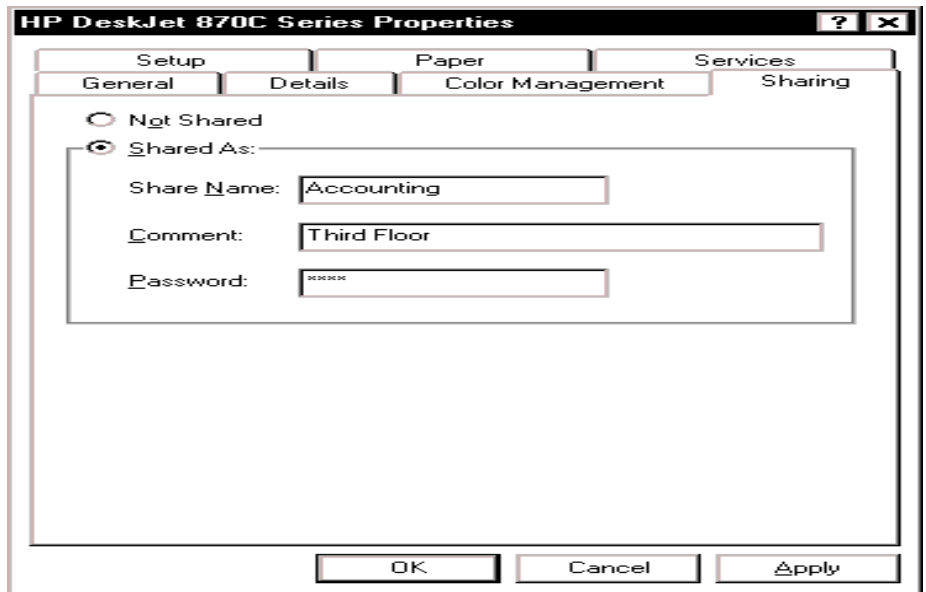 HP DeskJet 870C Series Properties ? ×
Setup Paper Services
General Details Color Management Sharing
Not Shared
Shared As:
Share Name: Accounting
Comment: Third Floor
Password: ××××
OK Cancel Apply